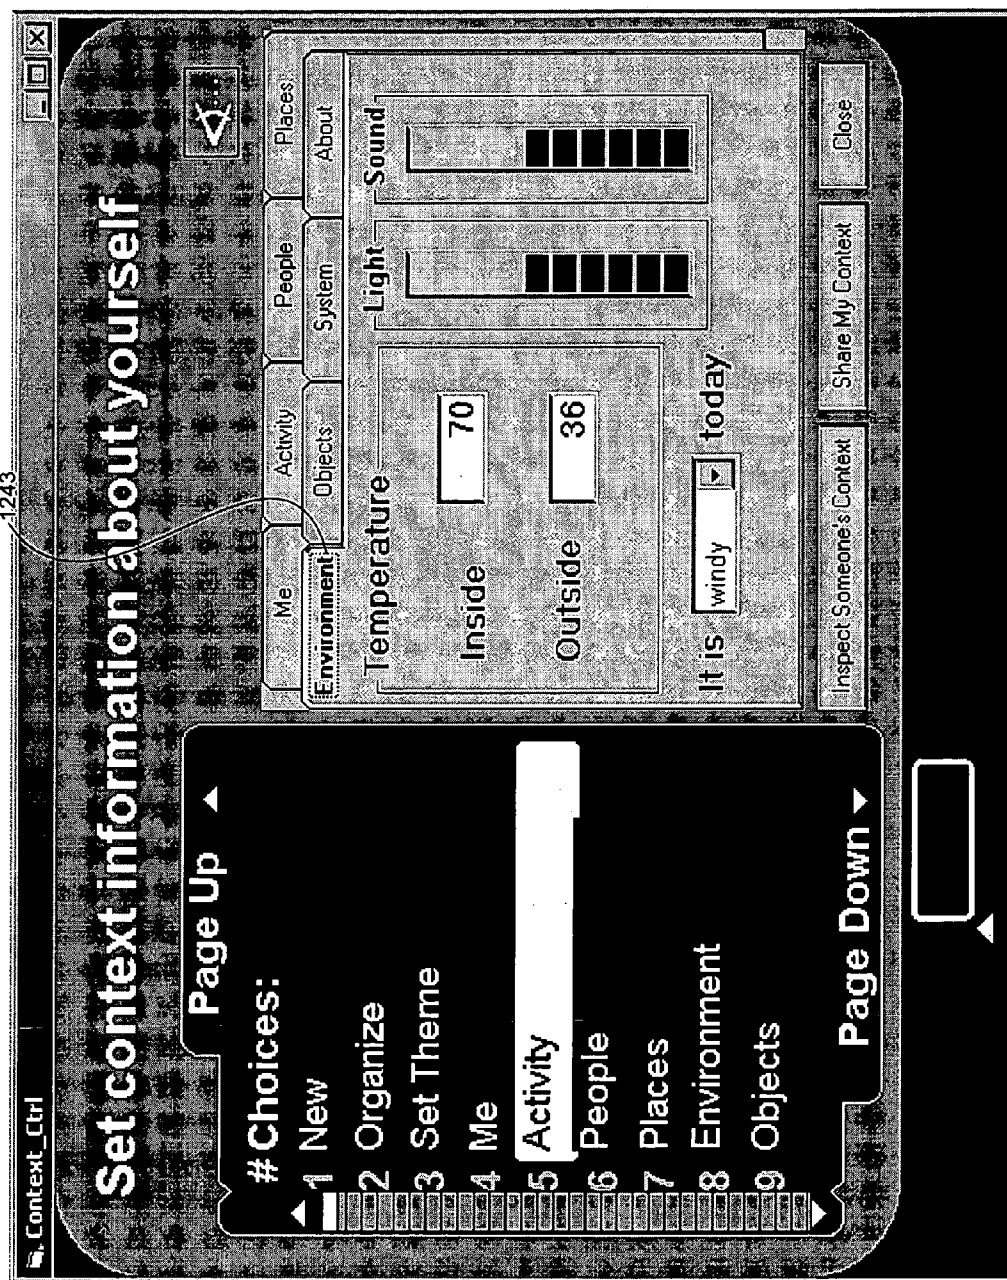 1243
Context_Ctrl
Set context information about yourself
Page Up
# Choices:
1 New
2 Organize
3 Set Theme
4 Me
5 Activity
6 People
7 Places
8 Environment
9 Objects
Page Down
Me Activity People Places
Environment Objects System About
Temperature
Inside 70
Outside 36
Light
Sound
It is windy today.
Inspect Someone's Context
Share My Context
Close